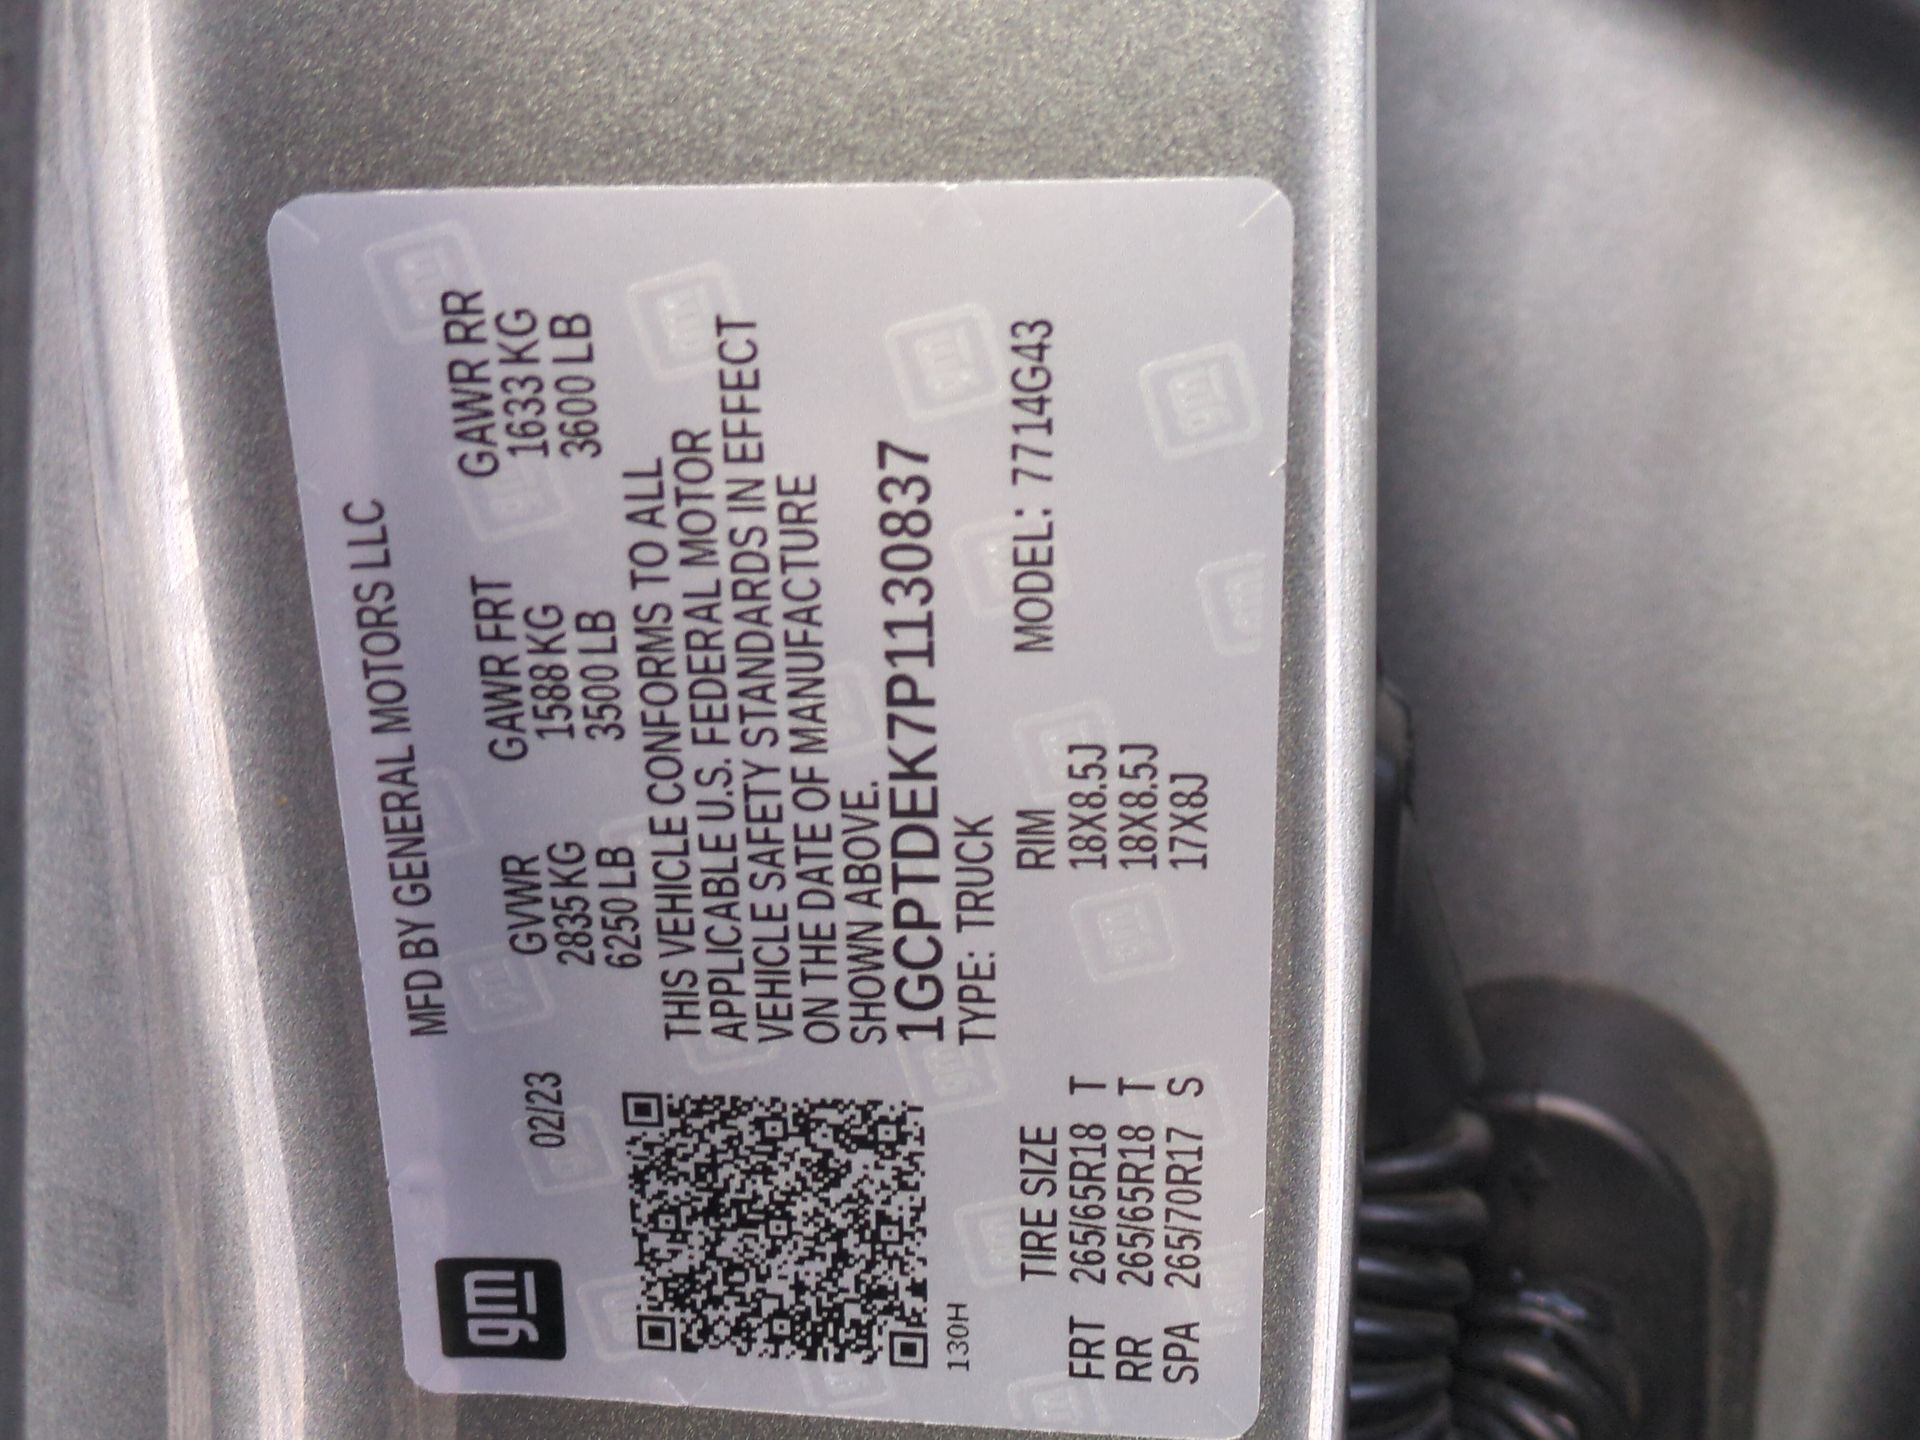 gm
MFD BY GENERAL MOTORS LLC
02/23
GVWR GAWR FRT GAWR RR
2835 KG 1588 KG 1633 KG
6250 LB 3500 LB 3600 LB
THIS VEHICLE CONFORMS TO ALL
APPLICABLE U.S. FEDERAL MOTOR
VEHICLE SAFETY STANDARDS IN EFFECT
ON THE DATE OF MANUFACTURE
SHOWN ABOVE.
1GCPTDEK7P1130837
130H
TYPE: TRUCK
MODEL: 7714G43
TIRE SIZE RIM
FRT 265/65R18 T 18X8.5J
RR 265/65R18 T 18X8.5J
SPA 265/70R17 S 17X8J